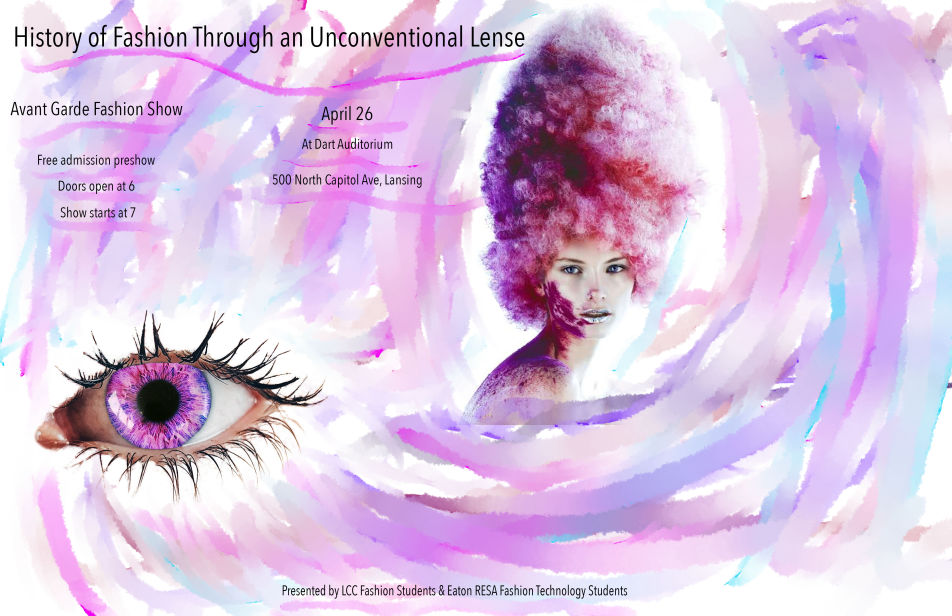 History of Fashion Through an Unconventional Lense
Avant Garde Fashion Show
Free admission preshow
Doors open at 6
Show starts at 7
April 26
At Dart Auditorium
500 North Capitol Ave, Lansing
Presented by LCC Fashion Students & Eaton RESA Fashion Technology Students